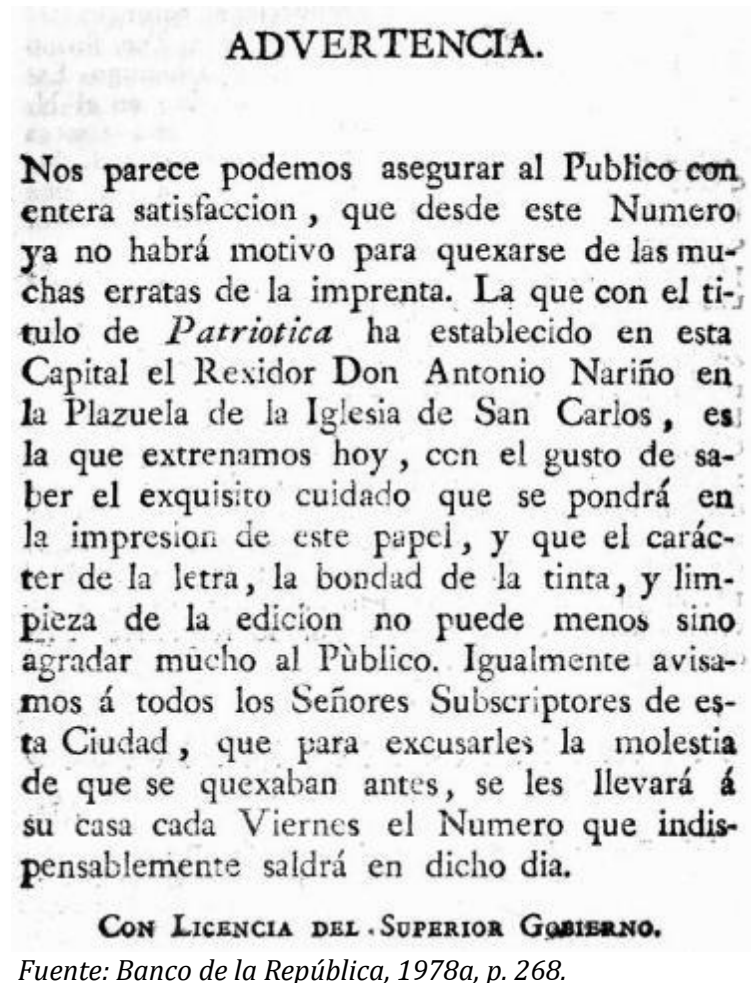 ADVERTENCIA.
Nos parece podemos asegurar al Publico con
entera satisfaccion, que desde este Numero
ya no habrá motivo para quexarse de las mu-
chas erratas de la imprenta. La que con el ti-
tulo de Patriotica ha establecido en esta
Capital el Rexidor Don Antonio Nariño en
la Plazuela de la Iglesia de San Carlos, es
la que extrenamos hoy, con el gusto de sa-
ber el exquisito cuidado que se pondrá en
la impresion de este papel, y que el carác-
ter de la letra, la bondad de la tinta, y lim-
pieza de la edicion no puede menos sino
agradar mucho al Pùblico. Igualmente avisa-
mos á todos los Señores Subscriptores de es-
ta Ciudad, que para excusarles la molestia
de que se quexaban antes, se les llevará á
su casa cada Viernes el Numero que indis-
pensablemente saldrá en dicho dia.
CON LICENCIA DEL SUPERIOR GOBIERNO.
Fuente: Banco de la República, 1978a, p. 268.